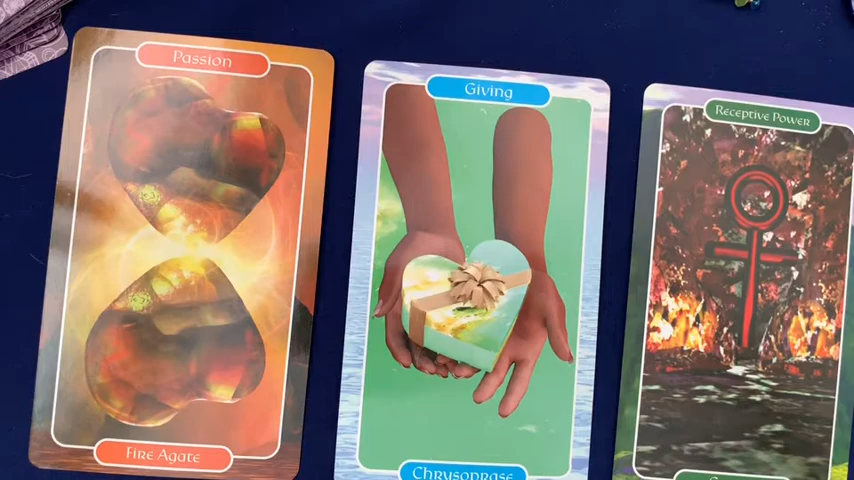 Passion
Giving
Receptive Power
Fire Agate
Chrysoprase